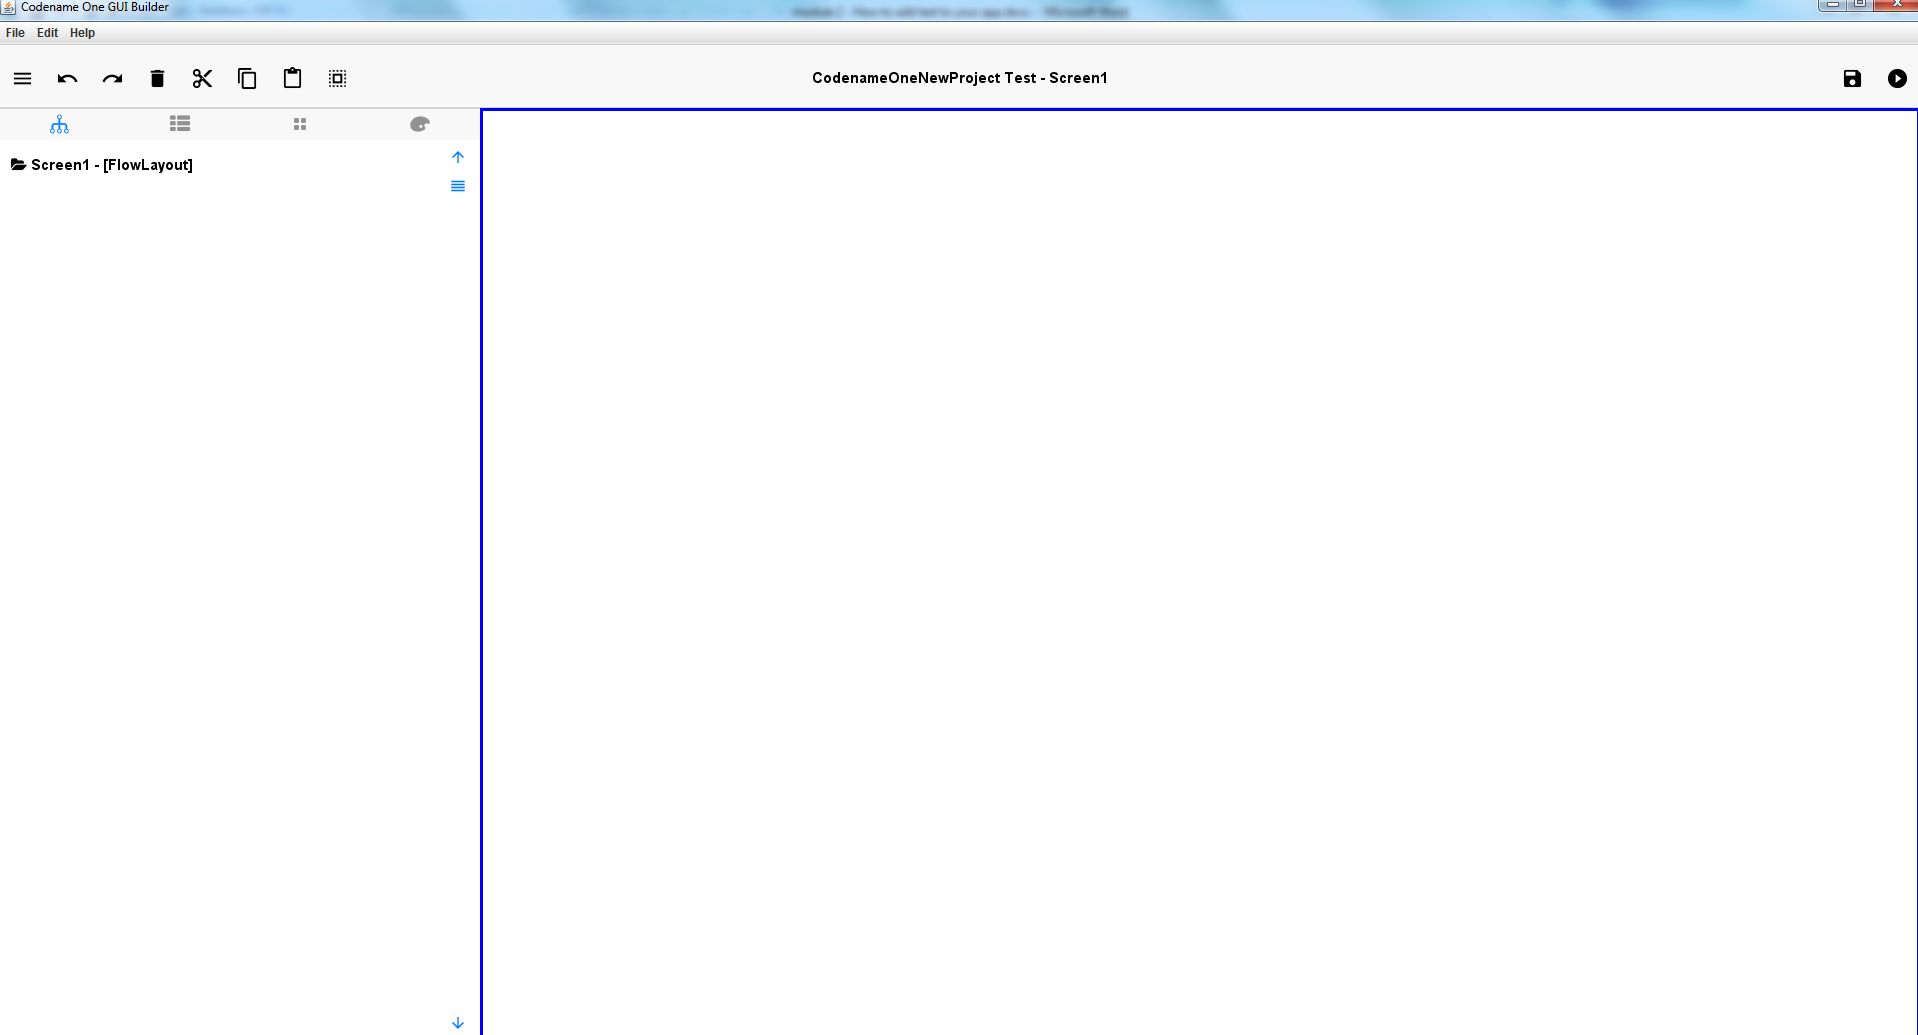 Codename One GUI Builder
File Edit Help
CodenameOneNewProject Test - Screen1
Screen1 - [FlowLayout]